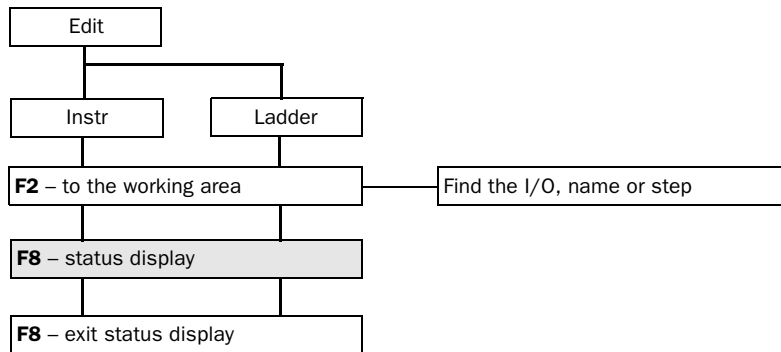 Edit
Instr
Ladder
F2 – to the working area
Find the I/O, name or step
F8 – status display
F8 – exit status display